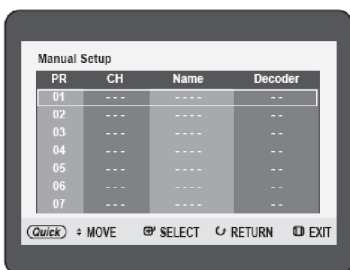 Manual Setup
PR CH Name Decoder
01 --- ---- --
02 --- ---- --
03 --- ---- --
04 --- ---- --
05 --- ---- --
06 --- ---- --
07 --- ---- --
Quick MOVE SELECT RETURN EXIT